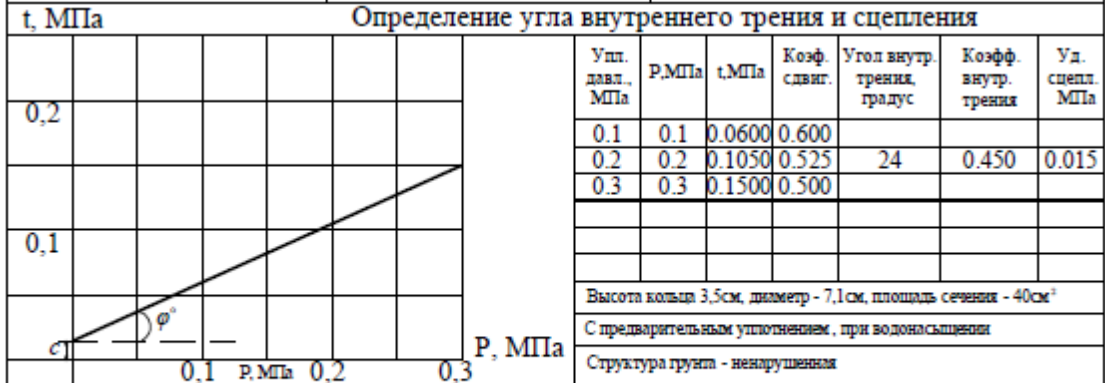 t, МПа Определение угла внутреннего трения и сцепления
0,2
0,1
φ°
c
0,1 P, МПа 0,2 0,3
P, МПа
Упл. давл., МПа P,МПа t,МПа Коэф. сдвиг. Угол внутр. трения, градус Коэфф. внутр. трения Уд. сцепл. МПа
0.1 0.1 0.0600 0.600
0.2 0.2 0.1050 0.525 24 0.450 0.015
0.3 0.3 0.1500 0.500
Высота кольца 3,5см, диаметр - 7,1см, площадь сечения - 40см²
С предварительным уплотнением, при водонасыщении
Структура грунта - ненарушенная